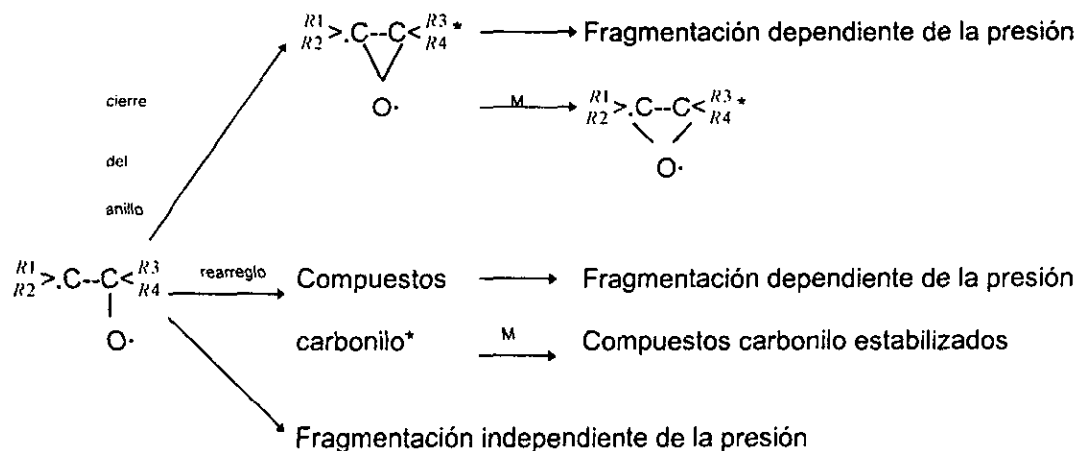 R1 >.C--C< R3 * Fragmentación dependiente de la presión
R2 R4
O·
cierre
M R1 >.C--C< R3 *
R2 R4
O·
del
anillo
R1 >.C--C< R3 rearreglo Compuestos Fragmentación dependiente de la presión
R2 R4
O· carbonilo* M Compuestos carbonilo estabilizados
Fragmentación independiente de la presión